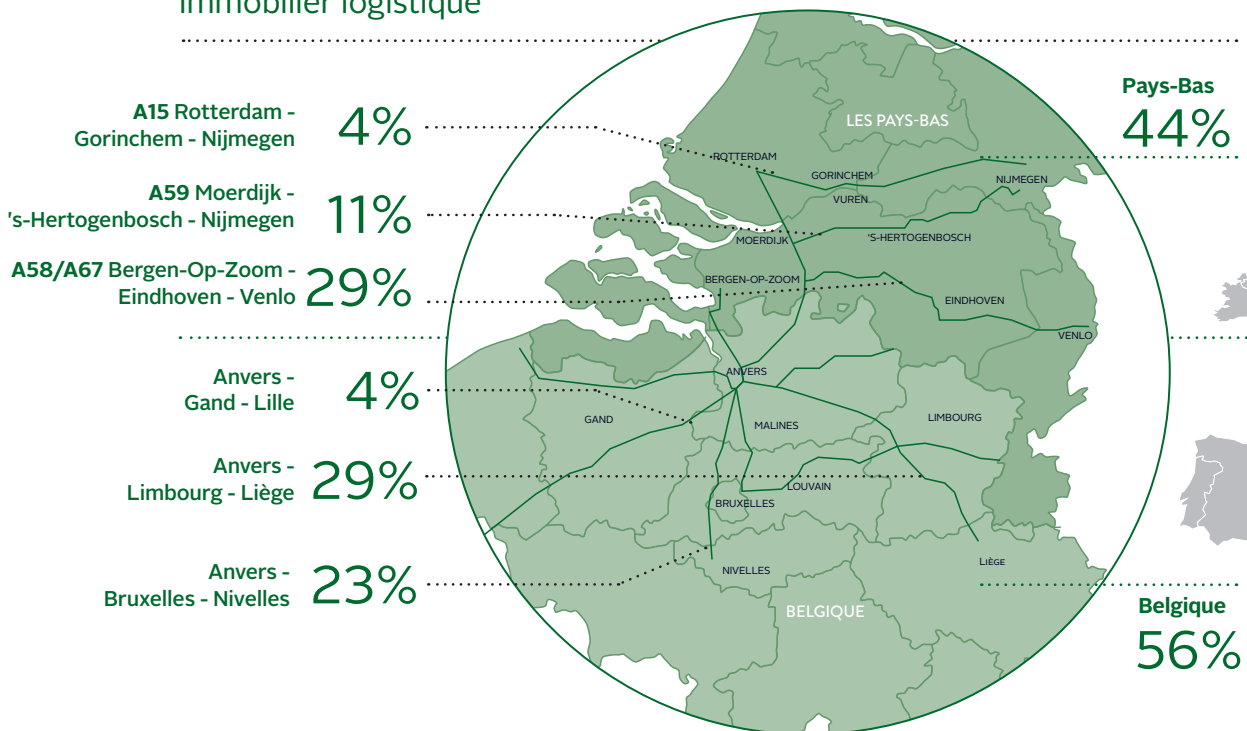 immobilier logistique
A15 Rotterdam -
Gorinchem - Nijmegen
4%
A59 Moerdijk -
's-Hertogenbosch - Nijmegen
11%
A58/A67 Bergen-Op-Zoom -
Eindhoven - Venlo
29%
Anvers -
Gand - Lille
4%
Anvers -
Limbourg - Liège
29%
Anvers -
Bruxelles - Nivelles
23%
LES PAYS-BAS
ROTTERDAM
GORINCHEM
NIJMEGEN
VUREN
MOERDIJK
'S-HERTOGENBOSCH
BERGEN-OP-ZOOM
EINDHOVEN
VENLO
ANVERS
GAND
MALINES
LIMBOURG
LOUVAIN
BRUXELLES
NIVELLES
LIÈGE
BELGIQUE
Pays-Bas
44%
Belgique
56%